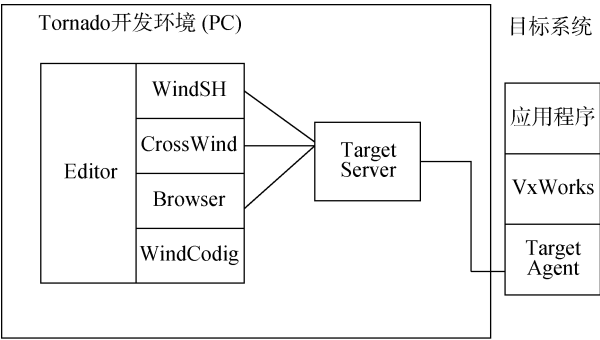 Tornado开发环境 (PC)
目标系统
Editor
WindSH
CrossWind
Browser
WindCodig
Target
Server
应用程序
VxWorks
Target
Agent